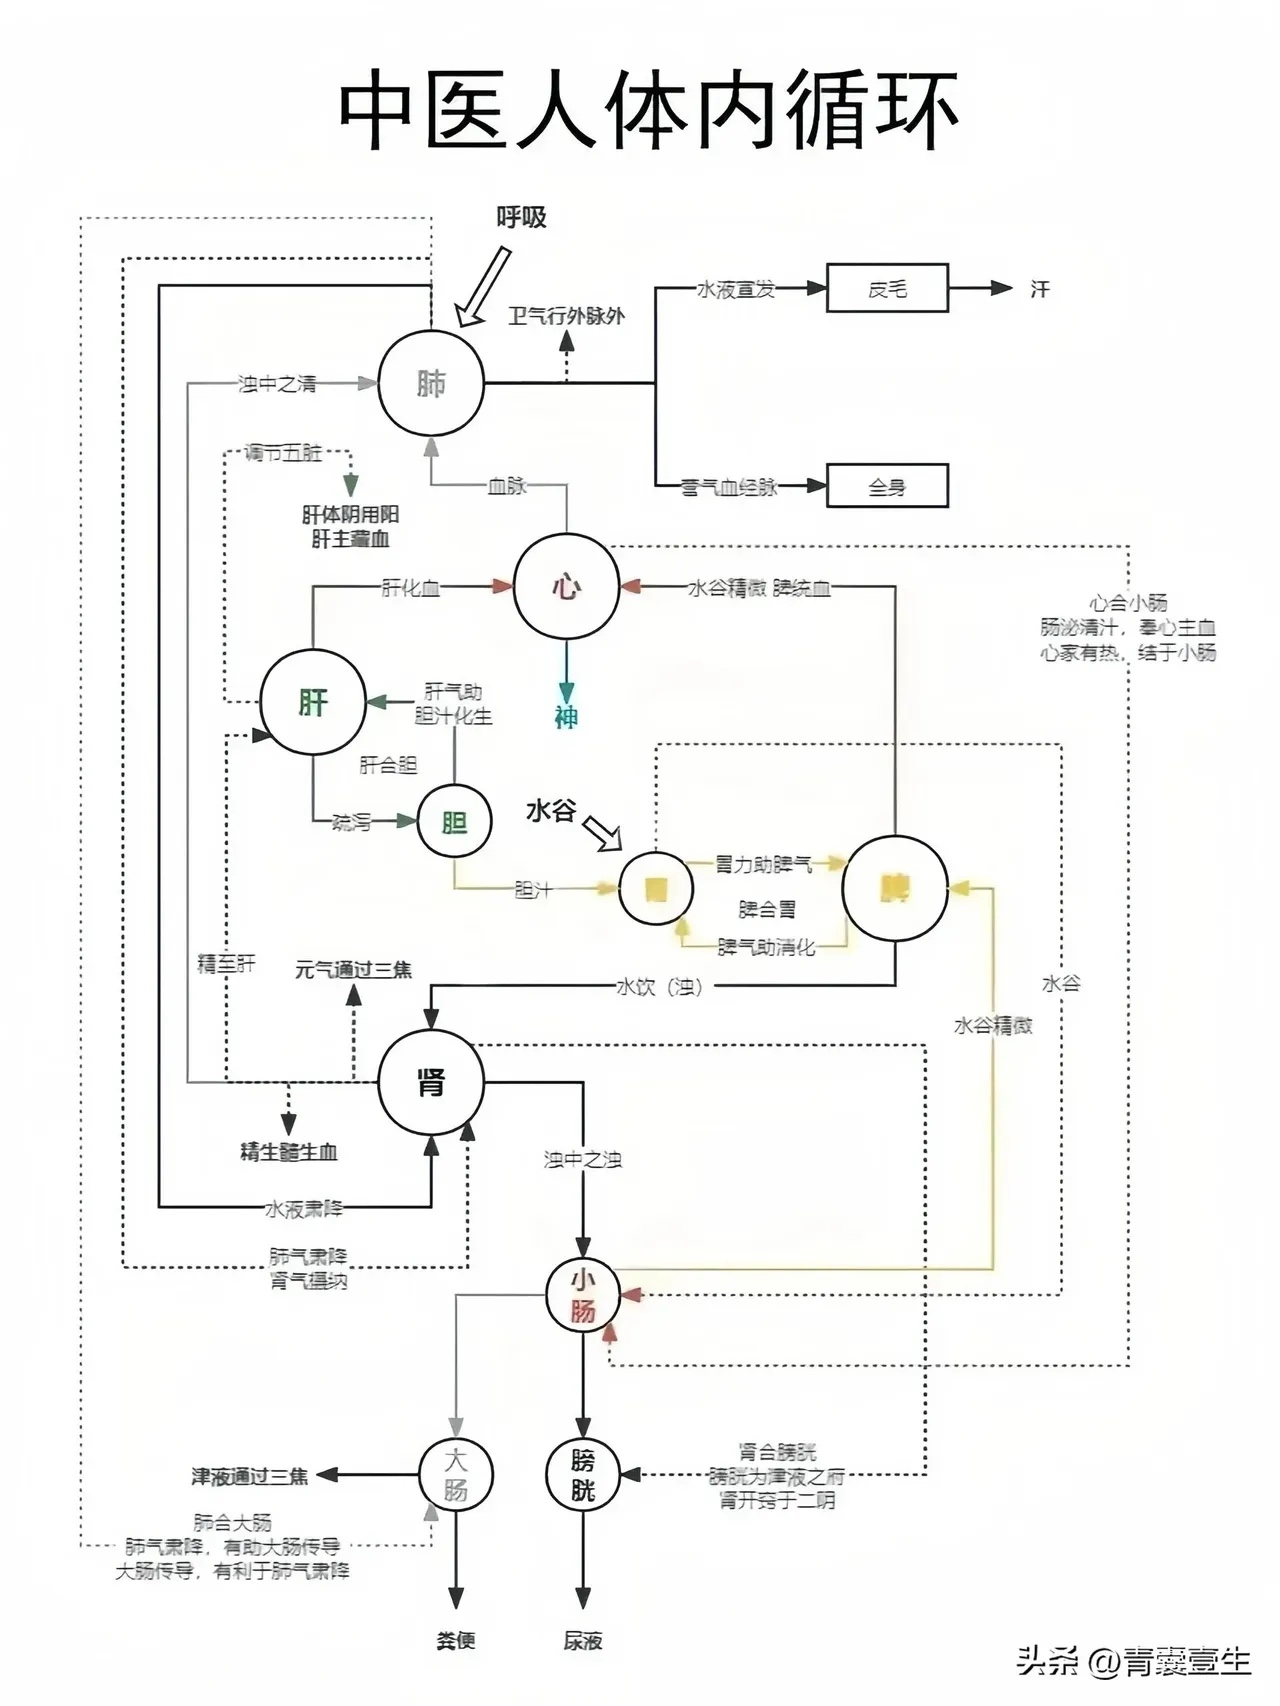 中医人体内循环
呼吸
水液宣发
皮毛
汗
卫气行外脉外
浊中之清
肺
调节五脏
血脉
营气血经脉
全身
肝体阴用阳
肝主藏血
肝化血
心
水谷精微 脾统血
心合小肠
肠泌清汁，奉心主血
心家有热，结于小肠
肝
肝气助
胆汁化生
神
肝合胆
疏泻
胆
水谷
胃力助脾气
胆汁
胃
脾合胃
脾
脾气助消化
精至肝
元气通过三焦
水饮（浊）
水谷
水谷精微
肾
精生髓生血
浊中之浊
水液肃降
肺气肃降
肾气摄纳
小
肠
大
肠
膀
胱
津液通过三焦
肾合膀胱
膀胱为津液之府
肾开窍于二阴
肺合大肠
肺气肃降，有助大肠传导
大肠传导，有利于肺气肃降
粪便
尿液
头条 @青囊壹生